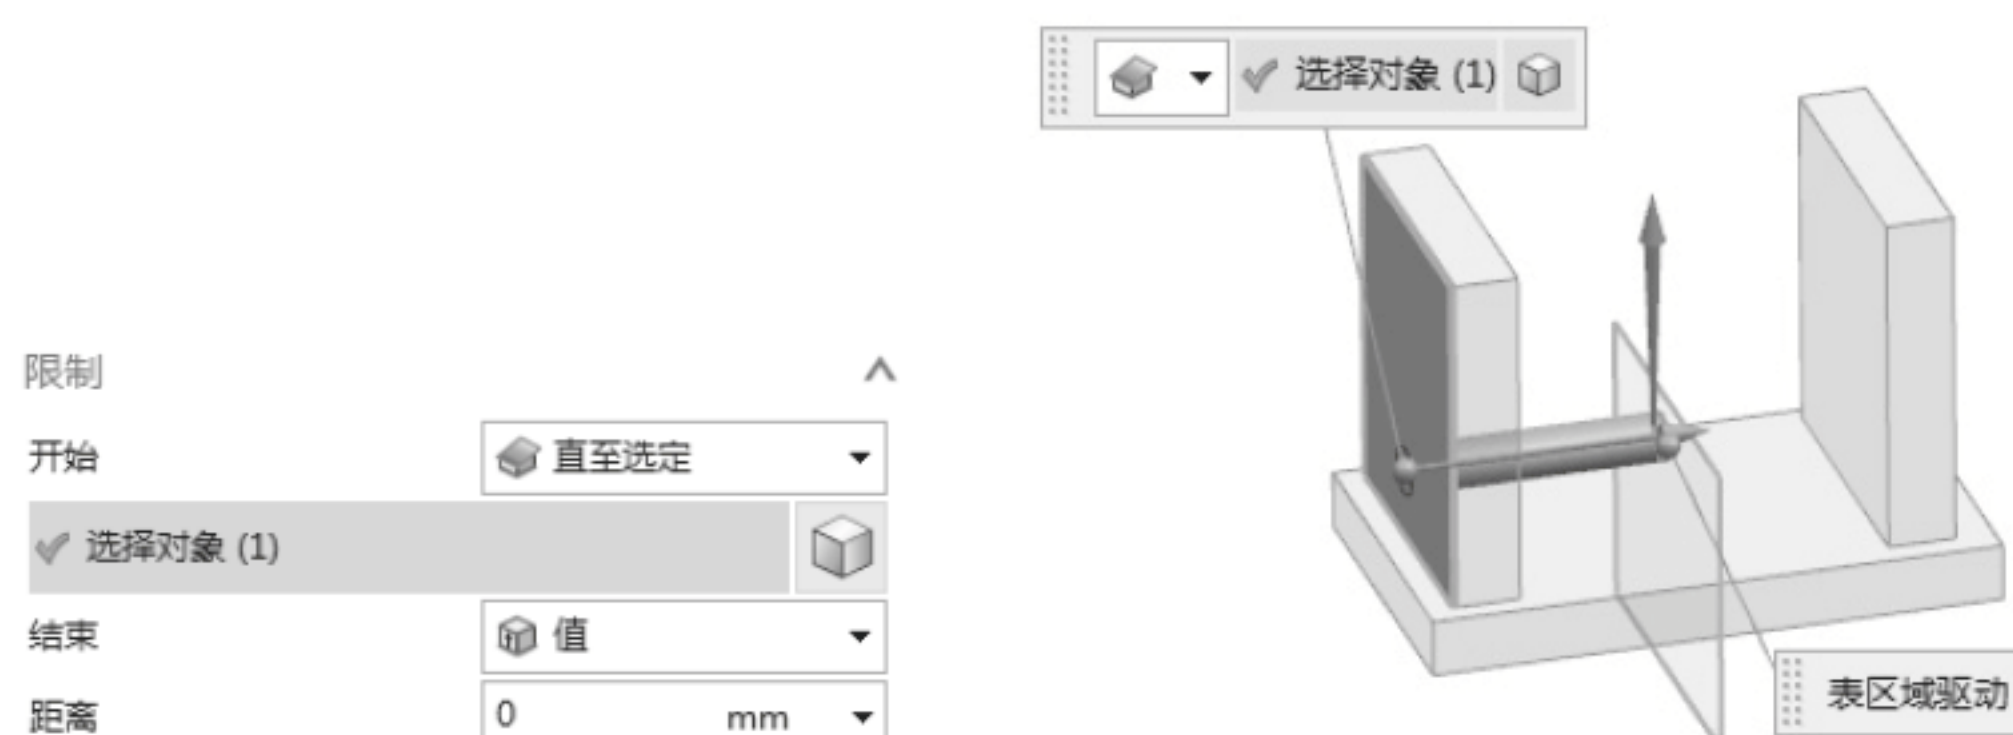 选择对象 (1)
限制
开始
直至选定
选择对象 (1)
结束
值
距离
0 mm
表区域驱动